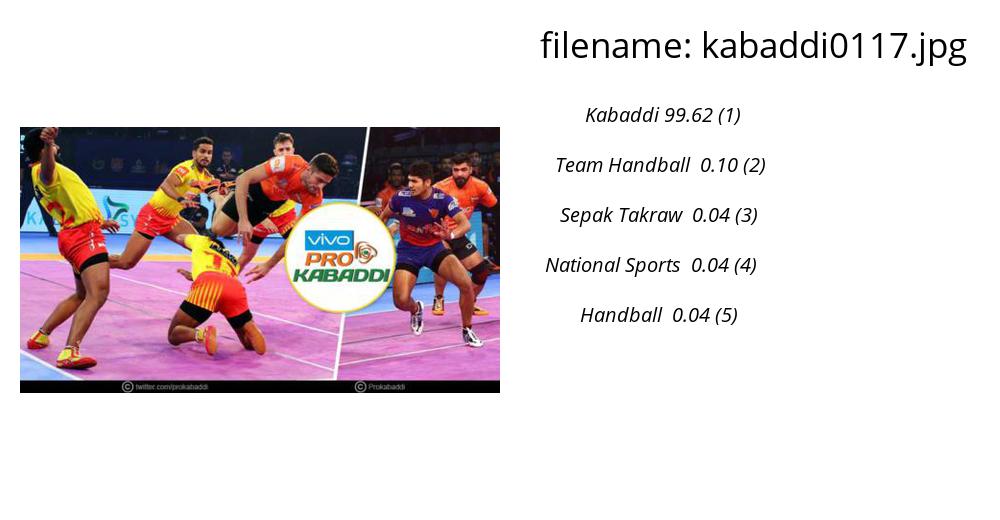 filename: kabaddi0117.jpg
Kabaddi 99.62 (1)
Team Handball 0.10 (2)
Sepak Takraw 0.04 (3)
National Sports 0.04 (4)
Handball 0.04 (5)
vivo
PRO
KABADDI
© twitter.com/prokabaddi
© Prokabaddi